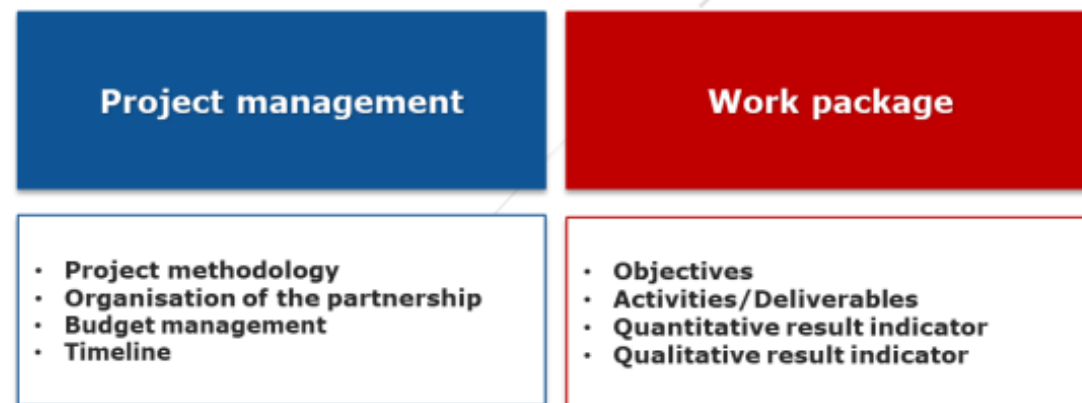 Project management
Work package
• Project methodology
• Organisation of the partnership
• Budget management
• Timeline
• Objectives
• Activities/Deliverables
• Quantitative result indicator
• Qualitative result indicator